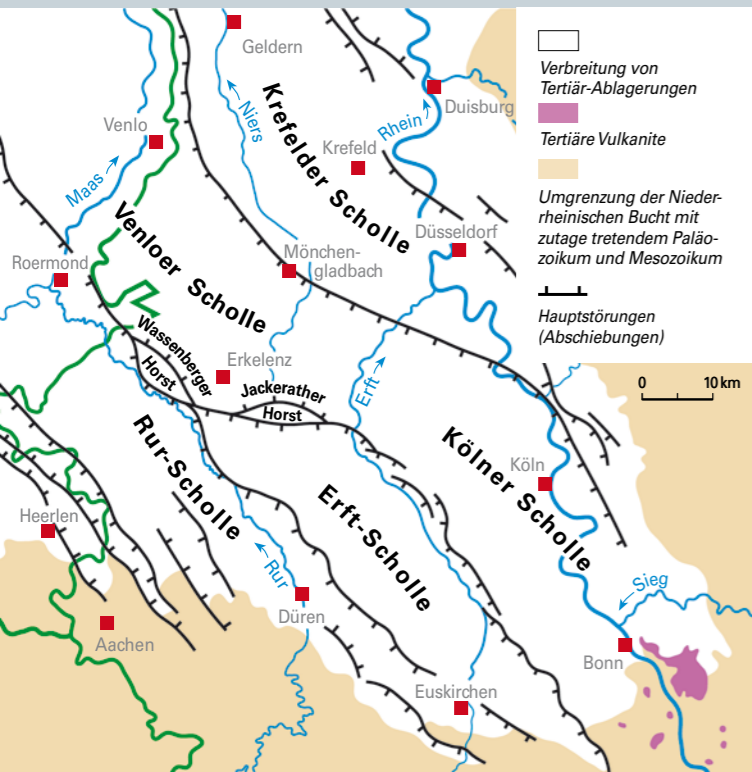 Geldern
Duisburg
Niers
Rhein
Krefelder Scholle
Venlo
Krefeld
Maas
Venloer Scholle
Düsseldorf
Roermond
Mönchen-
gladbach
Wassenberger
Horst
Erkelenz
Jackerather
Horst
Erft
Rur-Scholle
Kölner Scholle
Köln
Erft-Scholle
Heerlen
Rur
Sieg
Düren
Aachen
Bonn
Euskirchen
Verbreitung von
Tertiär-Ablagerungen
Tertiäre Vulkanite
Umgrenzung der Nieder-
rheinischen Bucht mit
zutage tretendem Paläo-
zoikum und Mesozoikum
Hauptstörungen
(Abschiebungen)
0 10 km